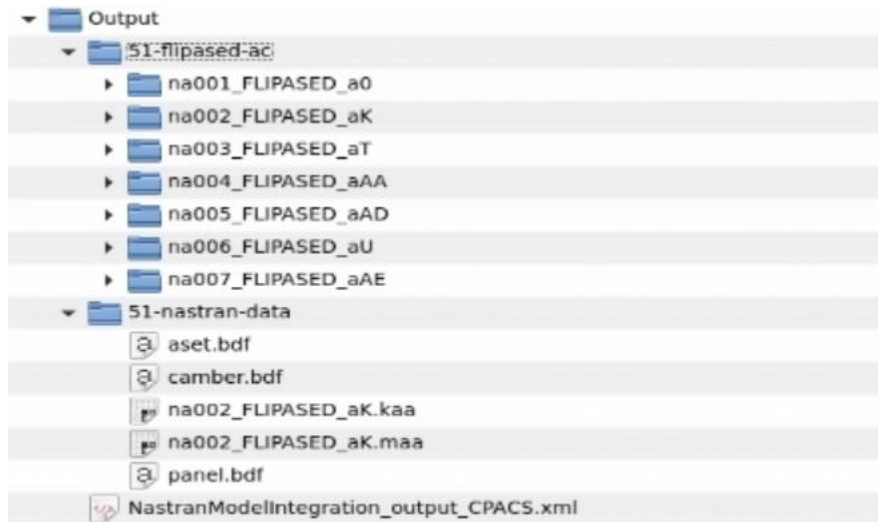 Output
51-flipased-ac
na001_FLIPASED_a0
na002_FLIPASED_aK
na003_FLIPASED_aT
na004_FLIPASED_aAA
na005_FLIPASED_aAD
na006_FLIPASED_aU
na007_FLIPASED_aAE
51-nastran-data
aset.bdf
camber.bdf
na002_FLIPASED_aK.kaa
na002_FLIPASED_aK.maa
panel.bdf
NastranModelIntegration_output_CPACS.xml